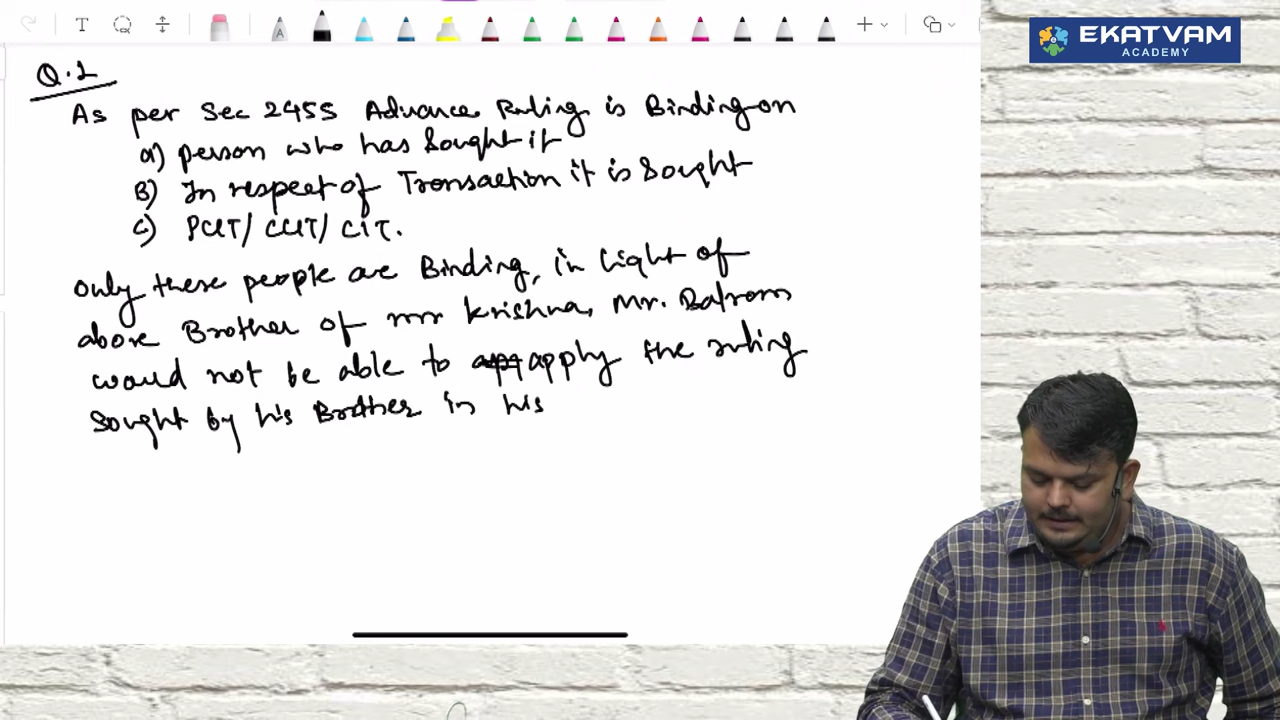 T
A
EKATVAM
ACADEMY
Q.1
As per Sec 245S Advance Ruling is Binding on
a) person who has Sought it
B) In respect of Transaction it is Sought
c) PCIT/ CCIT/ CIT.
only these people are Binding, in light of
above Brother of mr Krishna, Mr. Balram
would not be able to apply the ruling
Sought by his Brother in his